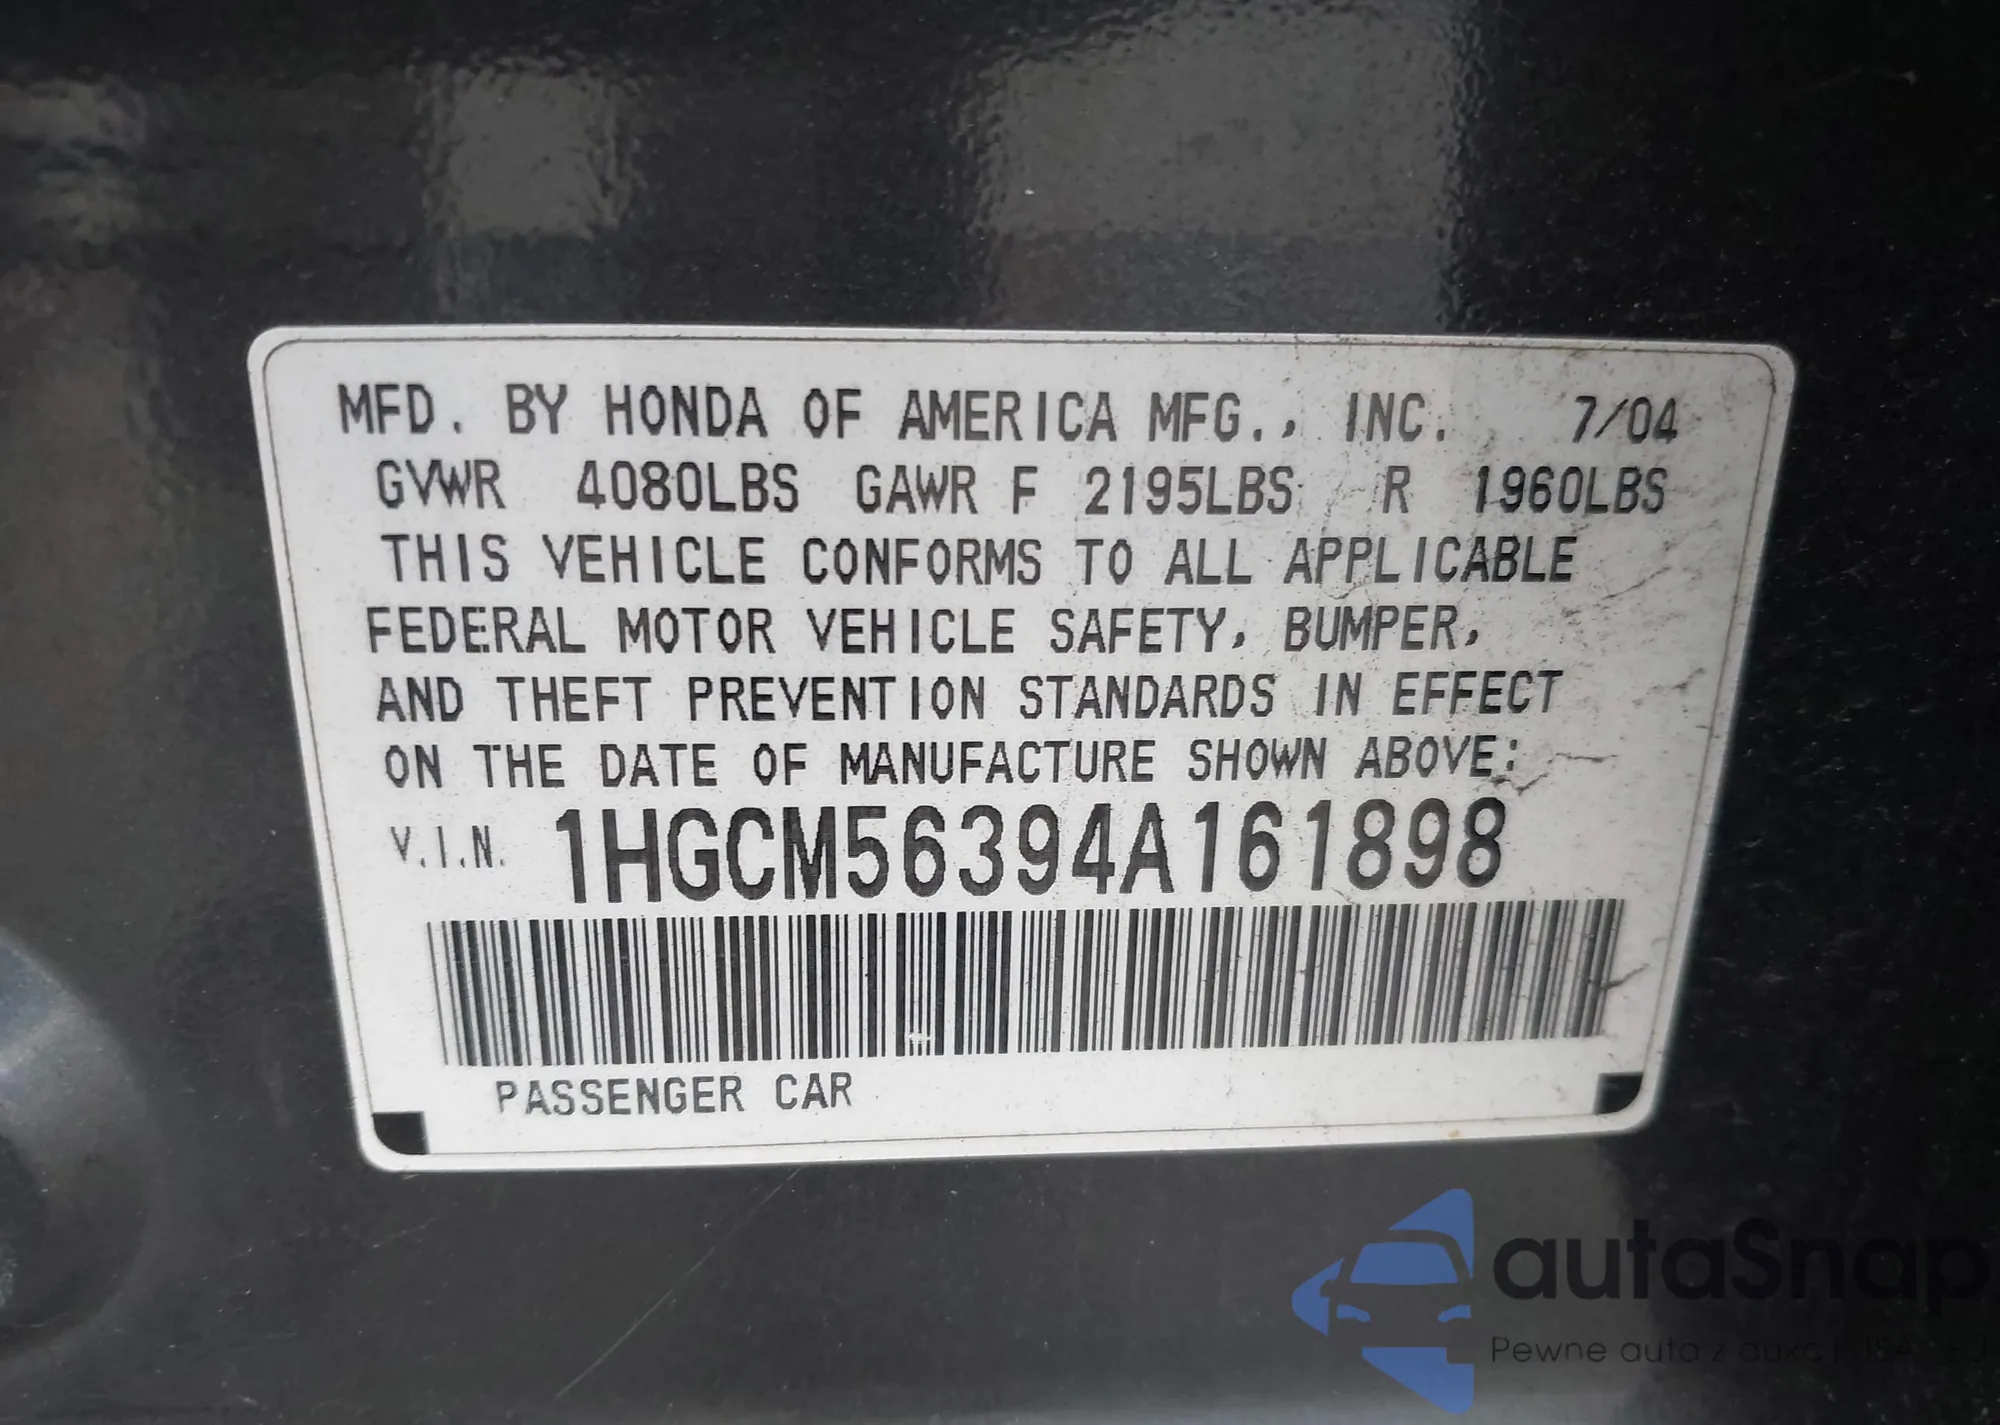 MFD. BY HONDA OF AMERICA MFG., INC. 7/04
GVWR 4080LBS GAWR F 2195LBS R 1960LBS
THIS VEHICLE CONFORMS TO ALL APPLICABLE
FEDERAL MOTOR VEHICLE SAFETY, BUMPER,
AND THEFT PREVENTION STANDARDS IN EFFECT
ON THE DATE OF MANUFACTURE SHOWN ABOVE:
V.I.N. 1HGCM56394A161898
PASSENGER CAR
autaSnap
Pewne auta z